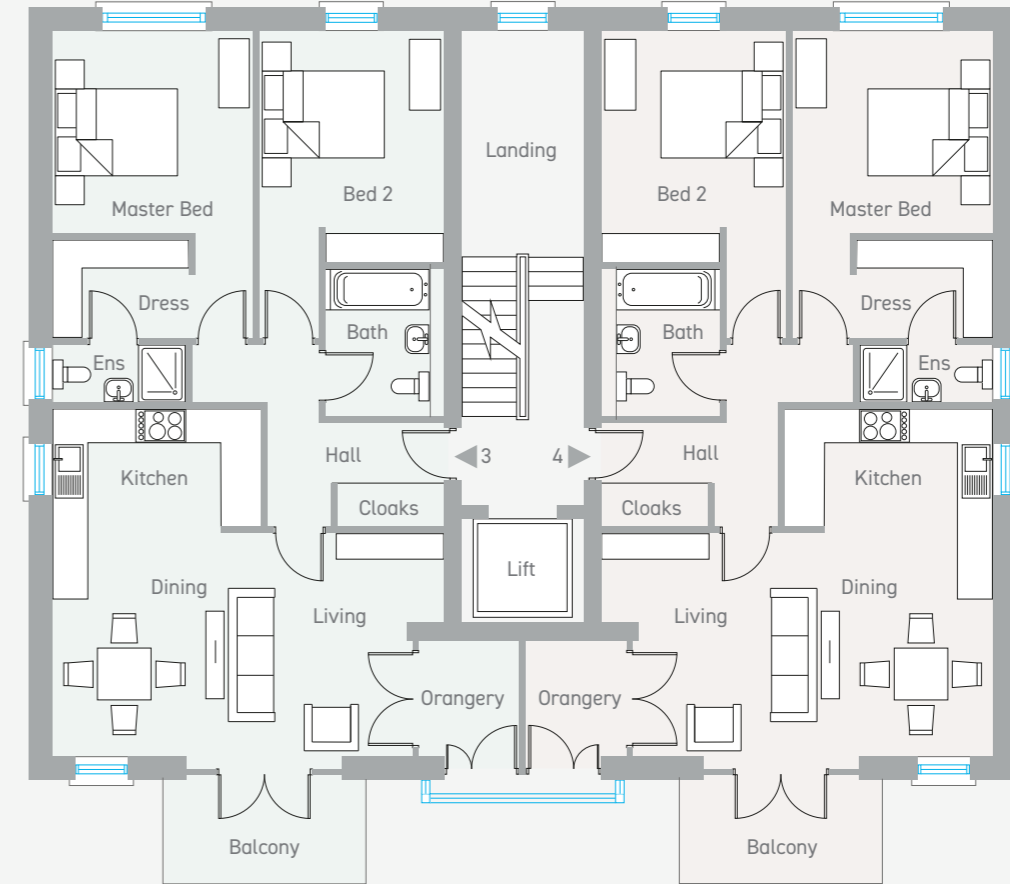 Landing
Bed 2
Bed 2
Master Bed
Master Bed
Dress
Dress
Bath
Bath
Ens
Ens
Hall
3
4
Hall
Kitchen
Kitchen
Cloaks
Cloaks
Lift
Dining
Dining
Living
Living
Orangery
Orangery
Balcony
Balcony